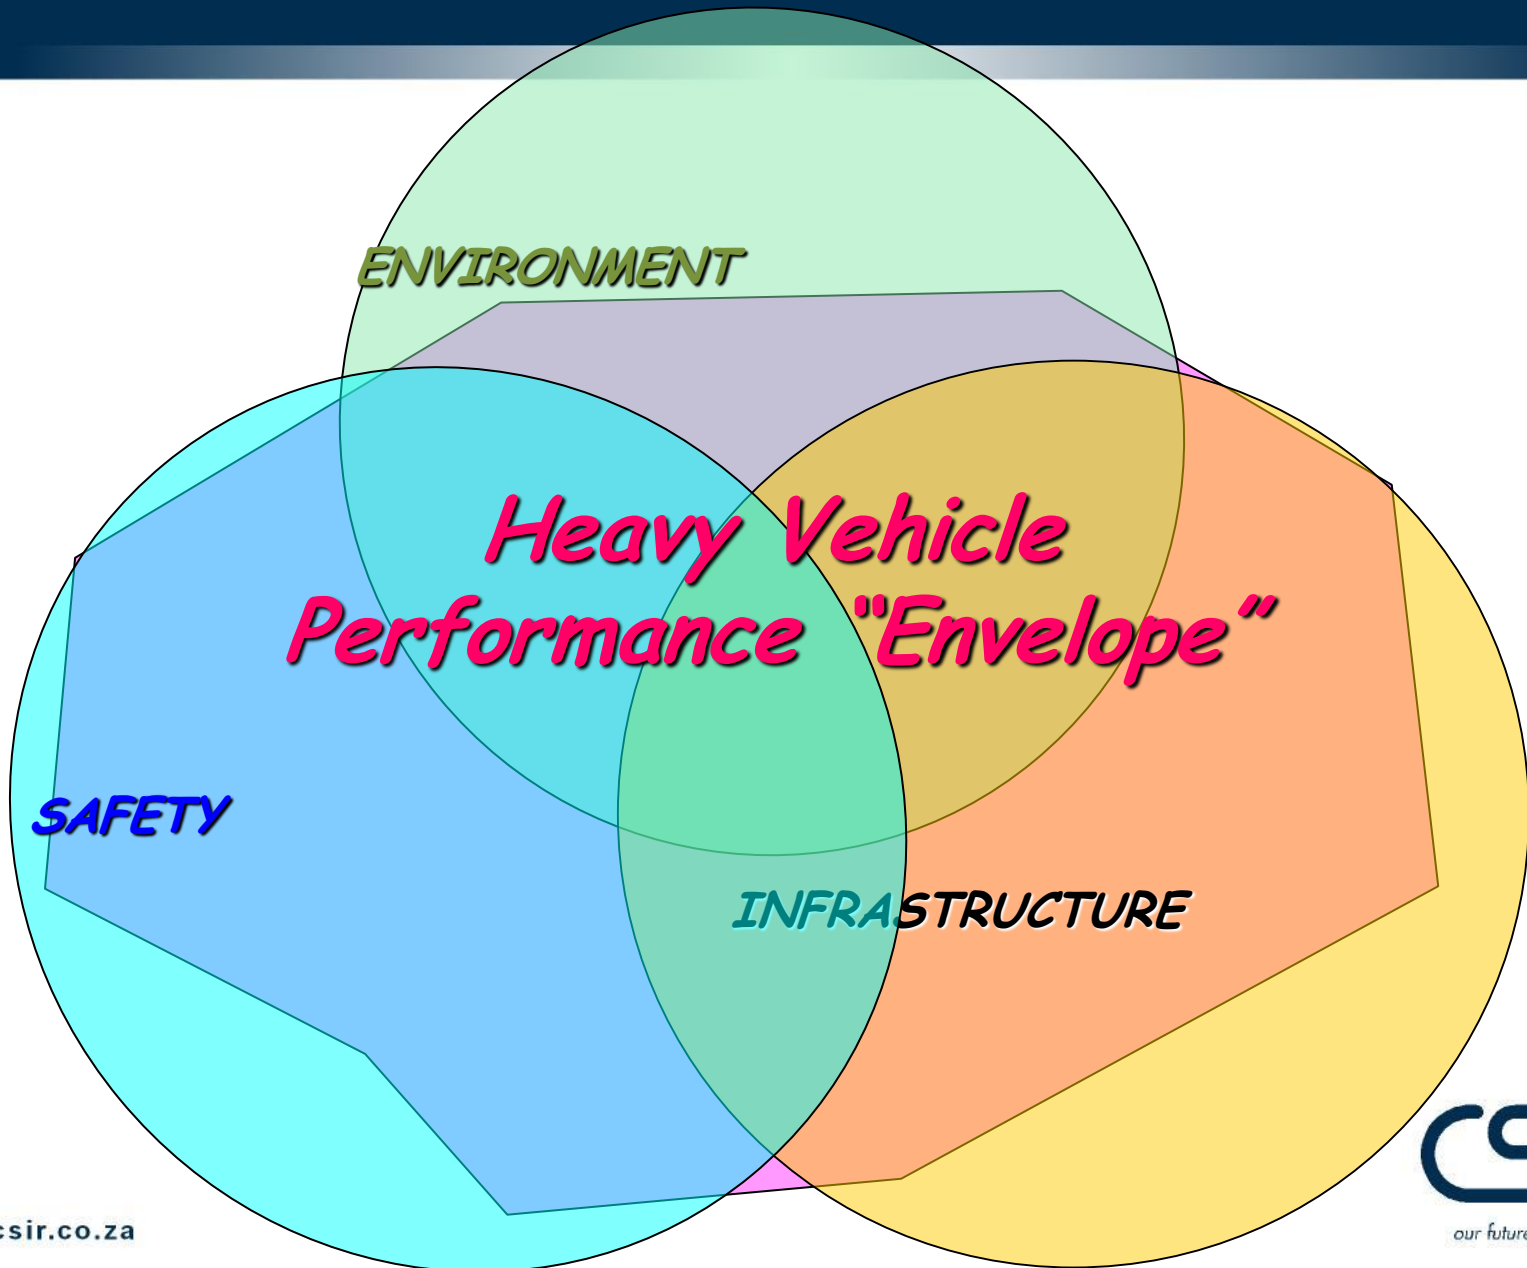 ENVIRONMENT
Heavy Vehicle
Performance “Envelope”
SAFETY
INFRASTRUCTURE
csir.co.za
our future